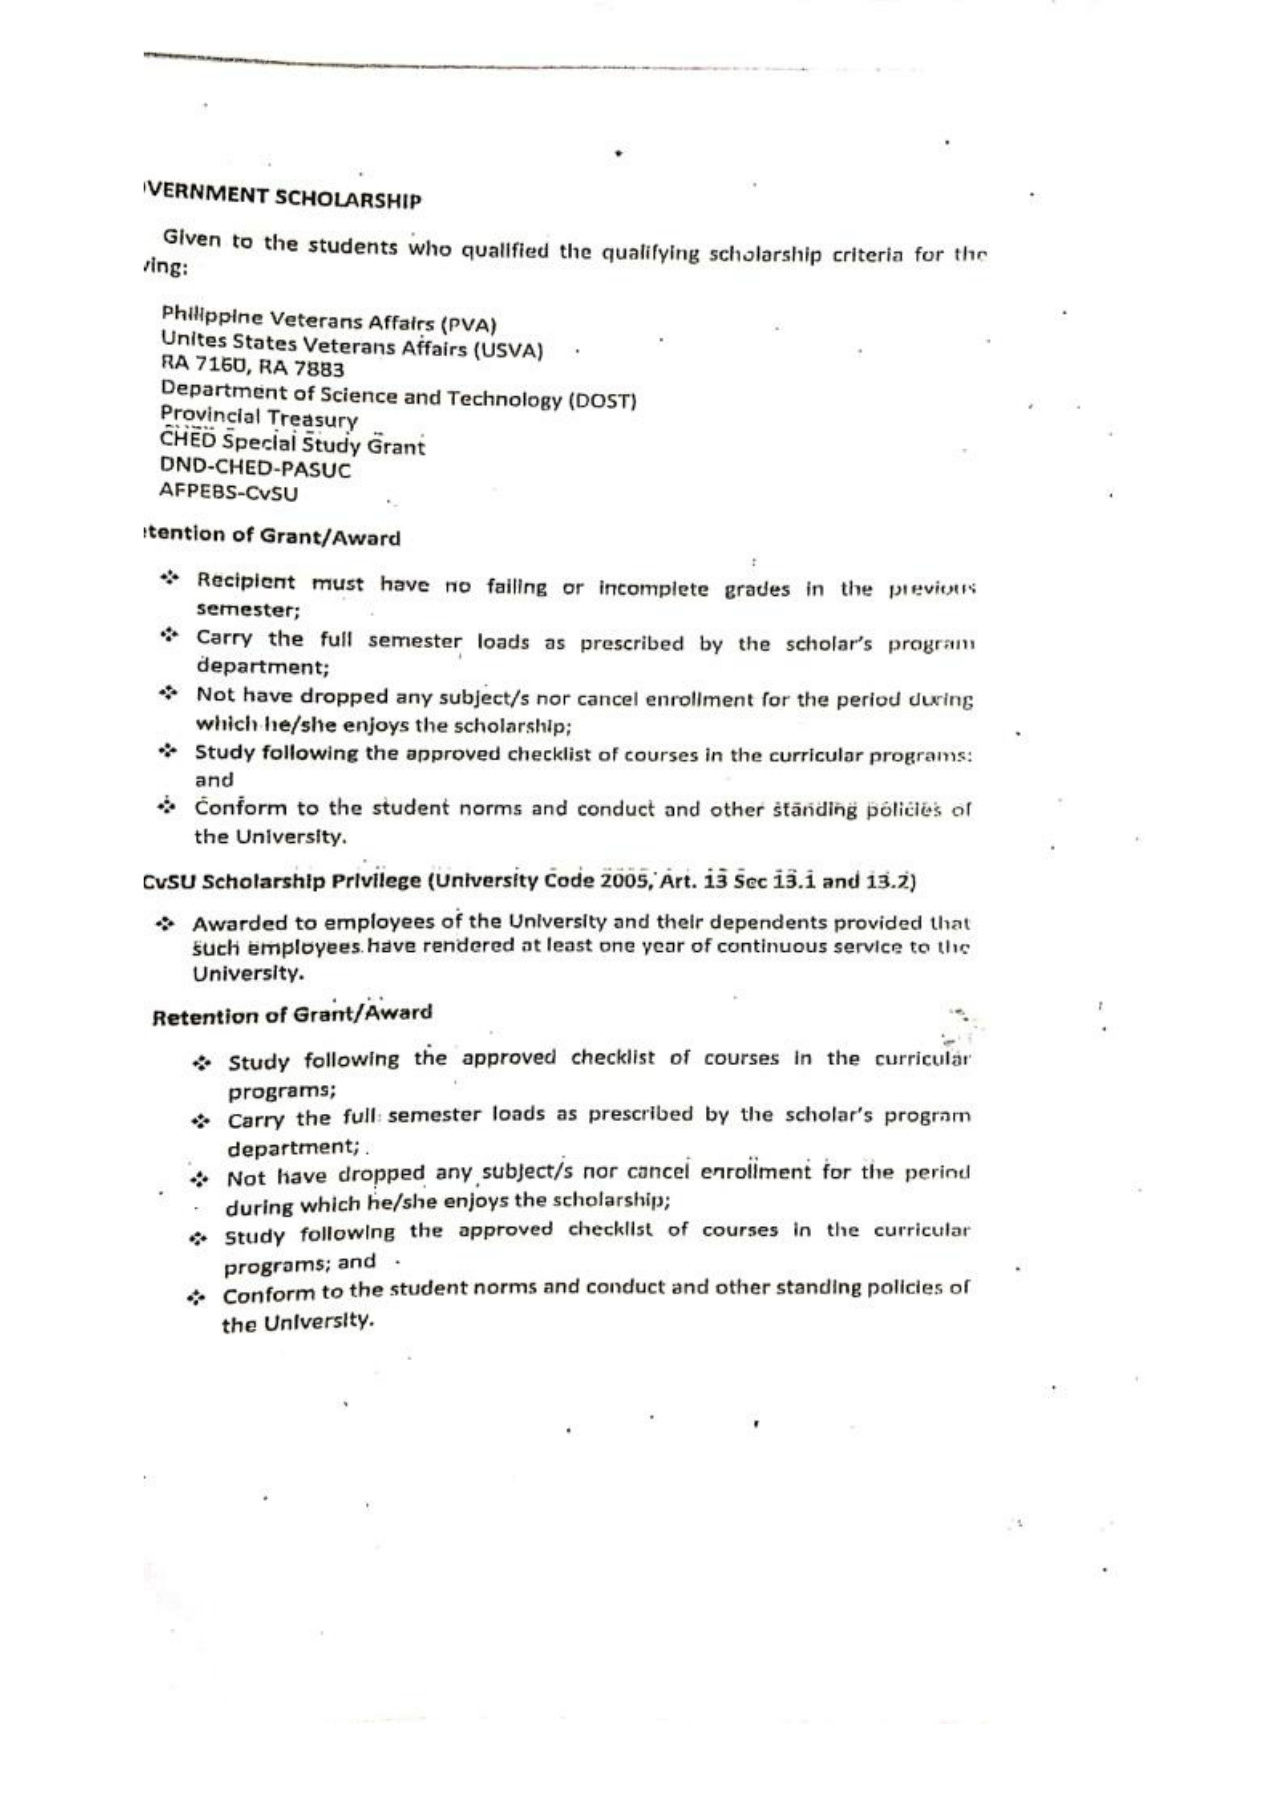 VERNMENT SCHOLARSHIP
Given to the students who qualified the qualifying scholarship criteria for the
ving:
Philippine Veterans Affairs (PVA)
Unites States Veterans Affairs (USVA)
RA 7160, RA 7883
Department of Science and Technology (DOST)
Provincial Treasury
CHED Special Study Grant
DND-CHED-PASUC
AFPEBS-CvSU
tention of Grant/Award
❖ Recipient must have no failing or incomplete grades in the previous
semester;
❖ Carry the full semester loads as prescribed by the scholar's program
department;
❖ Not have dropped any subject/s nor cancel enrollment for the period during
which he/she enjoys the scholarship;
❖ Study following the approved checklist of courses in the curricular programs:
and
❖ Conform to the student norms and conduct and other standing policies of
the University.
CvSU Scholarship Privilege (University Code 2005, Art. 13 Sec 13.1 and 13.2)
❖ Awarded to employees of the University and their dependents provided that
such employees have rendered at least one year of continuous service to the
University.
Retention of Grant/Award
❖ Study following the approved checklist of courses in the curricular
programs;
❖ Carry the full semester loads as prescribed by the scholar's program
department;
❖ Not have dropped any subject/s nor cancel enrollment for the period
during which he/she enjoys the scholarship;
❖ Study following the approved checklist of courses in the curricular
programs; and
❖ Conform to the student norms and conduct and other standing policies of
the University.